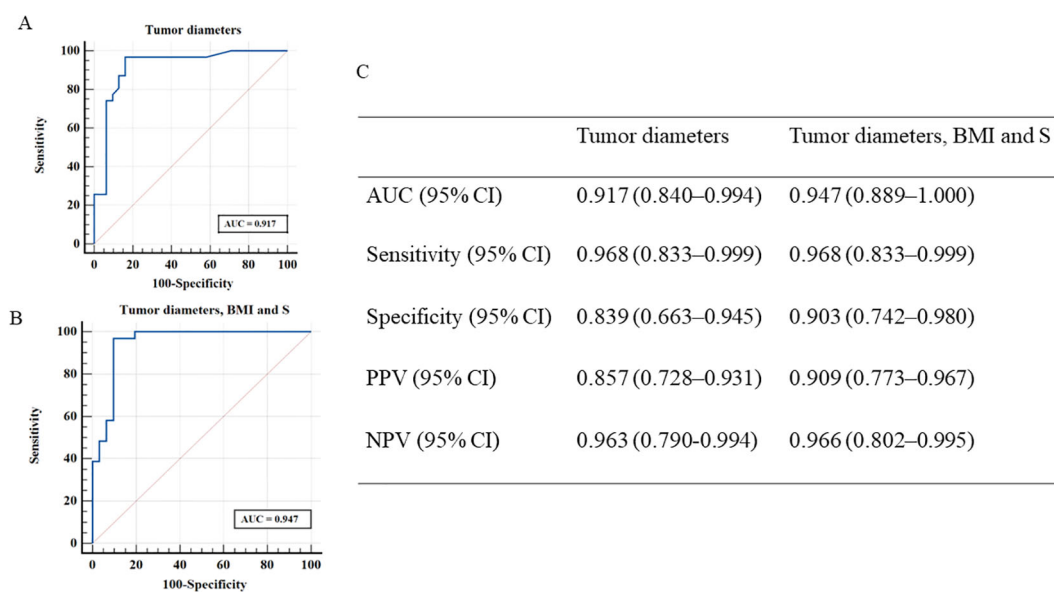 A
Tumor diameters
100
80
60
40
20
0
Sensitivity
AUC = 0.917
0 20 40 60 80 100
100-Specificity
B
Tumor diameters, BMI and S
100
80
60
40
20
0
Sensitivity
AUC = 0.947
0 20 40 60 80 100
100-Specificity
C
Tumor diameters Tumor diameters, BMI and S
AUC (95% CI) 0.917 (0.840–0.994) 0.947 (0.889–1.000)
Sensitivity (95% CI) 0.968 (0.833–0.999) 0.968 (0.833–0.999)
Specificity (95% CI) 0.839 (0.663–0.945) 0.903 (0.742–0.980)
PPV (95% CI) 0.857 (0.728–0.931) 0.909 (0.773–0.967)
NPV (95% CI) 0.963 (0.790-0.994) 0.966 (0.802–0.995)